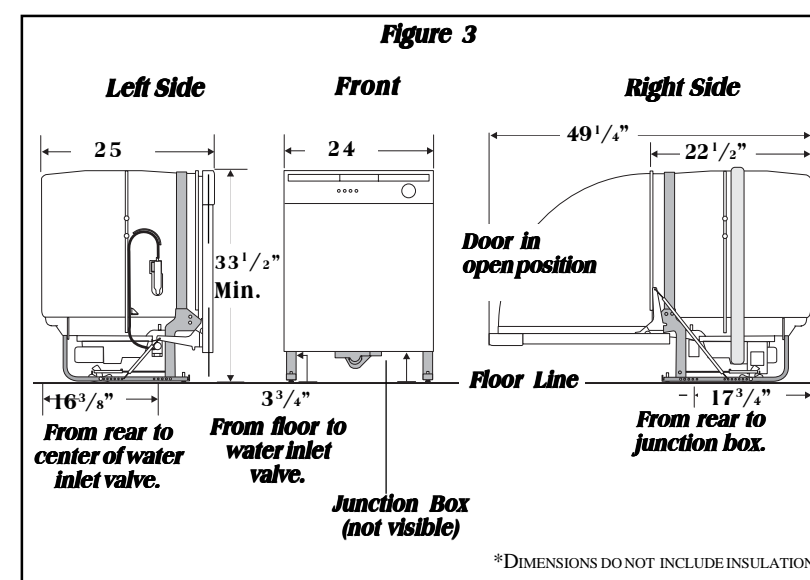 Figure 3
Left Side
Front
Right Side
25
24
49 1/4”
22 1/2”
33 1/2”
Min.
Door in
open position
Floor Line
16 3/8”
From rear to
center of water
inlet valve.
3 3/4”
From floor to
water inlet
valve.
17 3/4”
From rear to
junction box.
Junction Box
(not visible)
*DIMENSIONS DO NOT INCLUDE INSULATION